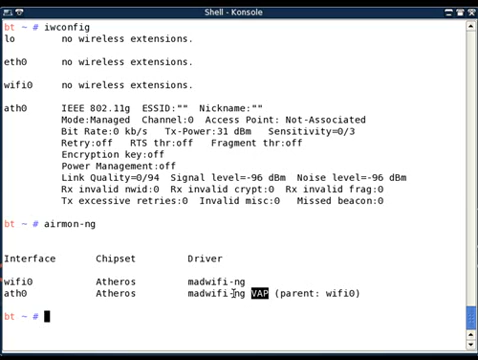 Shell - Konsole
bt ~ # iwconfig
lo        no wireless extensions.
eth0      no wireless extensions.
wifi0     no wireless extensions.
ath0      IEEE 802.11g  ESSID:""  Nickname:""
Mode:Managed  Channel:0  Access Point: Not-Associated
Bit Rate:0 kb/s   Tx-Power:31 dBm   Sensitivity=0/3
Retry:off   RTS thr:off   Fragment thr:off
Encryption key:off
Power Management:off
Link Quality=0/94  Signal level=-96 dBm  Noise level=-96 dBm
Rx invalid nwid:0  Rx invalid crypt:0  Rx invalid frag:0
Tx excessive retries:0  Invalid misc:0   Missed beacon:0
bt ~ # airmon-ng
Interface       Chipset         Driver
wifi0           Atheros         madwifi-ng
ath0            Atheros         madwifi-ng VAP (parent: wifi0)
bt ~ #